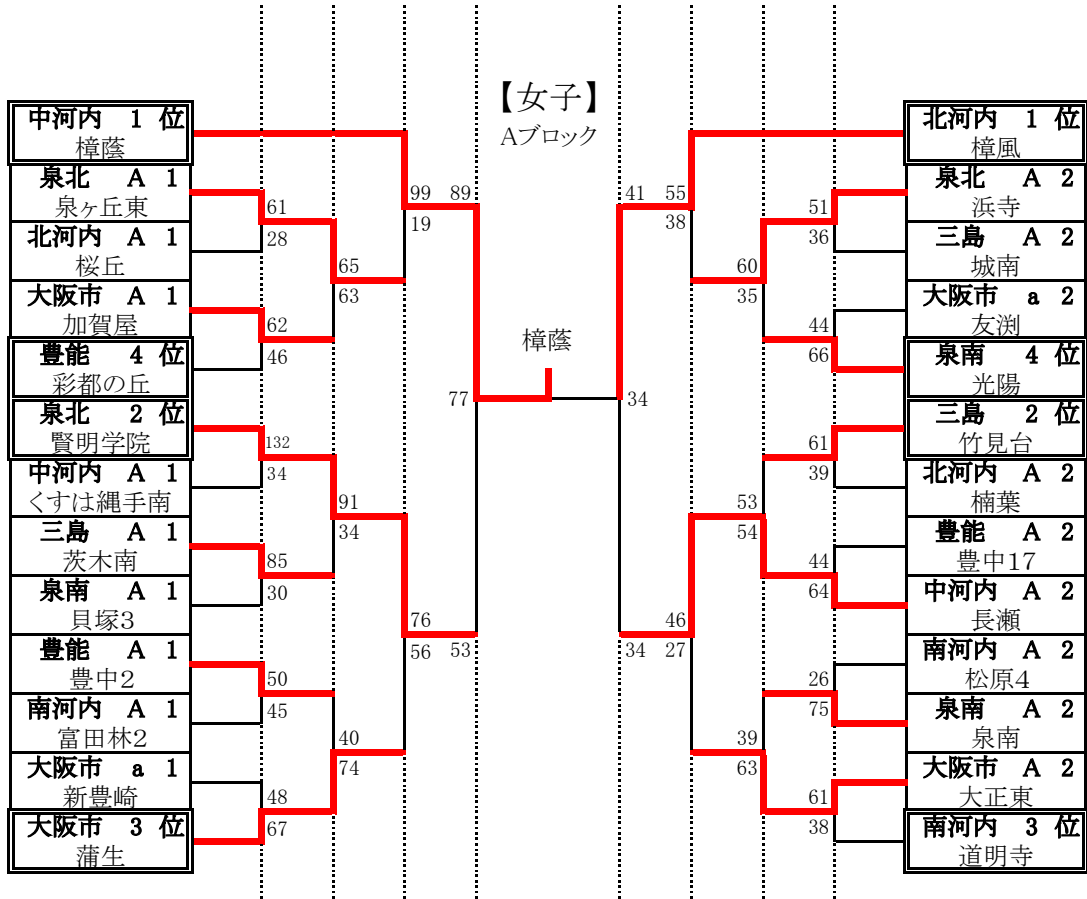 【女子】
Aブロック
中河内 1 位
樟蔭
泉北 A 1
泉ヶ丘東
北河内 A 1
桜丘
大阪市 A 1
加賀屋
豊能 4 位
彩都の丘
泉北 2 位
賢明学院
中河内 A 1
くすは縄手南
三島 A 1
茨木南
泉南 A 1
貝塚3
豊能 A 1
豊中2
南河内 A 1
富田林2
大阪市 a 1
新豊崎
大阪市 3 位
蒲生
61
28
62
46
132
34
85
30
50
45
48
67
65
63
91
34
40
74
99 89
19
76
56 53
77
樟蔭
34
41 55
38
46
34 27
60
35
53
54
39
63
51
36
44
66
61
39
44
64
26
75
61
38
北河内 1 位
樟風
泉北 A 2
浜寺
三島 A 2
城南
大阪市 a 2
友渕
泉南 4 位
光陽
三島 2 位
竹見台
北河内 A 2
楠葉
豊能 A 2
豊中17
中河内 A 2
長瀬
南河内 A 2
松原4
泉南 A 2
泉南
大阪市 A 2
大正東
南河内 3 位
道明寺